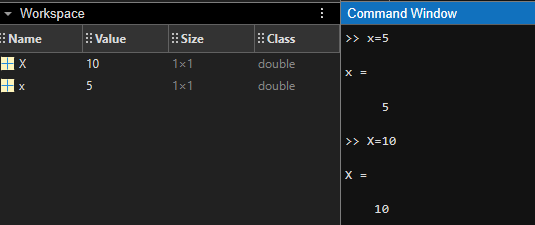 Workspace
Name Value Size Class
X 10 1×1 double
x 5 1×1 double
Command Window
>> x=5
x =
5
>> X=10
X =
10